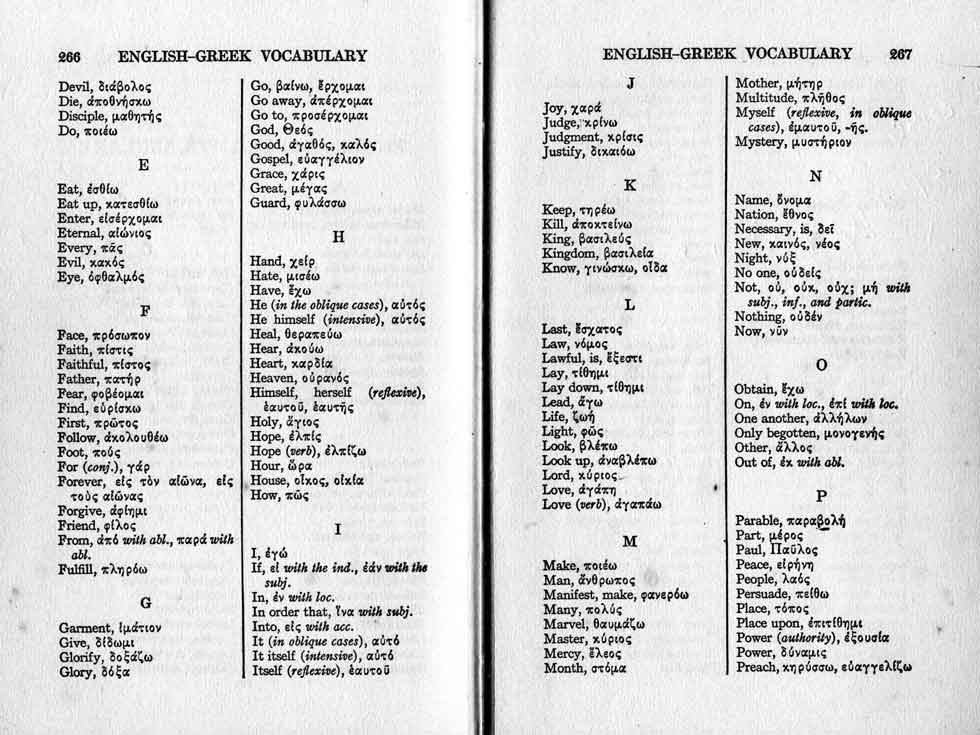 266 ENGLISH–GREEK VOCABULARY
Devil, διάβολος
Die, ἀποθνήσκω
Disciple, μαθητής
Do, ποιέω
E
Eat, ἐσθίω
Eat up, κατεσθίω
Enter, εἰσέρχομαι
Eternal, αἰώνιος
Every, πᾶς
Evil, κακός
Eye, ὀφθαλμός
F
Face, πρόσωπον
Faith, πίστις
Faithful, πίστος
Father, πατήρ
Fear, φοβέομαι
Find, εὑρίσκω
First, πρῶτος
Follow, ἀκολουθέω
Foot, πούς
For (conj.), γάρ
Forever, εἰς τὸν αἰῶνα, εἰς
τοὺς αἰῶνας
Forgive, ἀφίημι
Friend, φίλος
From, ἀπό with abl., παρά with
abl.
Fulfill, πληρόω
G
Garment, ἱμάτιον
Give, δίδωμι
Glorify, δοξάζω
Glory, δόξα
Go, βαίνω, ἔρχομαι
Go away, ἀπέρχομαι
Go to, προσέρχομαι
God, Θεός
Good, ἀγαθός, καλός
Gospel, εὐαγγέλιον
Grace, χάρις
Great, μέγας
Guard, φυλάσσω
H
Hand, χείρ
Hate, μισέω
Have, ἔχω
He (in the oblique cases), αὐτός
He himself (intensive), αὐτός
Heal, θεραπεύω
Hear, ἀκούω
Heart, καρδία
Heaven, οὐρανός
Himself, herself (reflexive),
ἑαυτοῦ, ἑαυτῆς
Holy, ἅγιος
Hope, ἐλπίς
Hope (verb), ἐλπίζω
Hour, ὥρα
House, οἶκος, οἰκία
How, πῶς
I
I, ἐγώ
If, εἰ with the ind., ἐάν with the
subj.
In, ἐν with loc.
In order that, ἵνα with subj.
Into, εἰς with acc.
It (in oblique cases), αὐτό
It itself (intensive), αὐτό
Itself (reflexive), ἑαυτοῦ
ENGLISH–GREEK VOCABULARY 267
J
Joy, χαρά
Judge, κρίνω
Judgment, κρίσις
Justify, δικαιόω
K
Keep, τηρέω
Kill, ἀποκτείνω
King, βασιλεύς
Kingdom, βασιλεία
Know, γινώσκω, οἶδα
L
Last, ἔσχατος
Law, νόμος
Lawful, is, ἔξεστι
Lay, τίθημι
Lay down, τίθημι
Lead, ἄγω
Life, ζωή
Light, φῶς
Look, βλέπω
Look up, ἀναβλέπω
Lord, κύριος
Love, ἀγάπη
Love (verb), ἀγαπάω
M
Make, ποιέω
Man, ἄνθρωπος
Manifest, make, φανερόω
Many, πολύς
Marvel, θαυμάζω
Master, κύριος
Mercy, ἔλεος
Month, στόμα
Mother, μήτηρ
Multitude, πλῆθος
Myself (reflexive, in oblique
cases), ἐμαυτοῦ, -ῆς.
Mystery, μυστήριον
N
Name, ὄνομα
Nation, ἔθνος
Necessary, is, δεῖ
New, καινός, νέος
Night, νύξ
No one, οὐδείς
Not, οὐ, οὐκ, οὐχ; μή with
subj., inf., and partic.
Nothing, οὐδέν
Now, νῦν
O
Obtain, ἔχω
On, ἐν with loc., ἐπί with loc.
One another, ἀλλήλων
Only begotten, μονογενής
Other, ἄλλος
Out of, ἐκ with abl.
P
Parable, παραβολή
Part, μέρος
Paul, Παῦλος
Peace, εἰρήνη
People, λαός
Persuade, πείθω
Place, τόπος
Place upon, ἐπιτίθημι
Power (authority), ἐξουσία
Power, δύναμις
Preach, κηρύσσω, εὐαγγελίζω